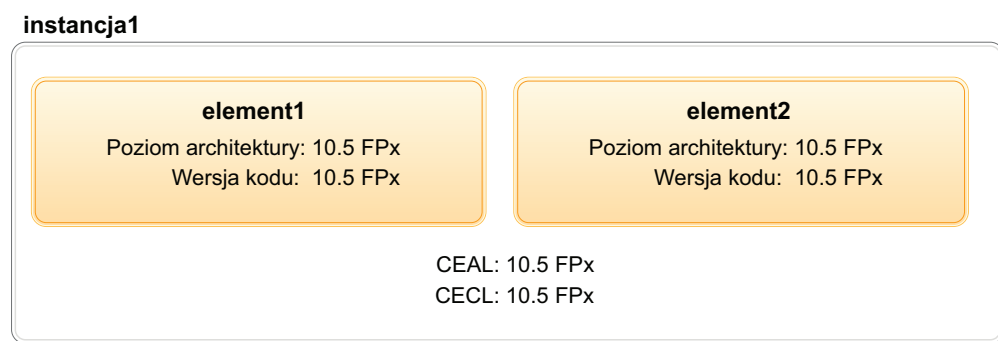 instancja1
element1
Poziom architektury: 10.5 FPx
Wersja kodu: 10.5 FPx
element2
Poziom architektury: 10.5 FPx
Wersja kodu: 10.5 FPx
CEAL: 10.5 FPx
CECL: 10.5 FPx